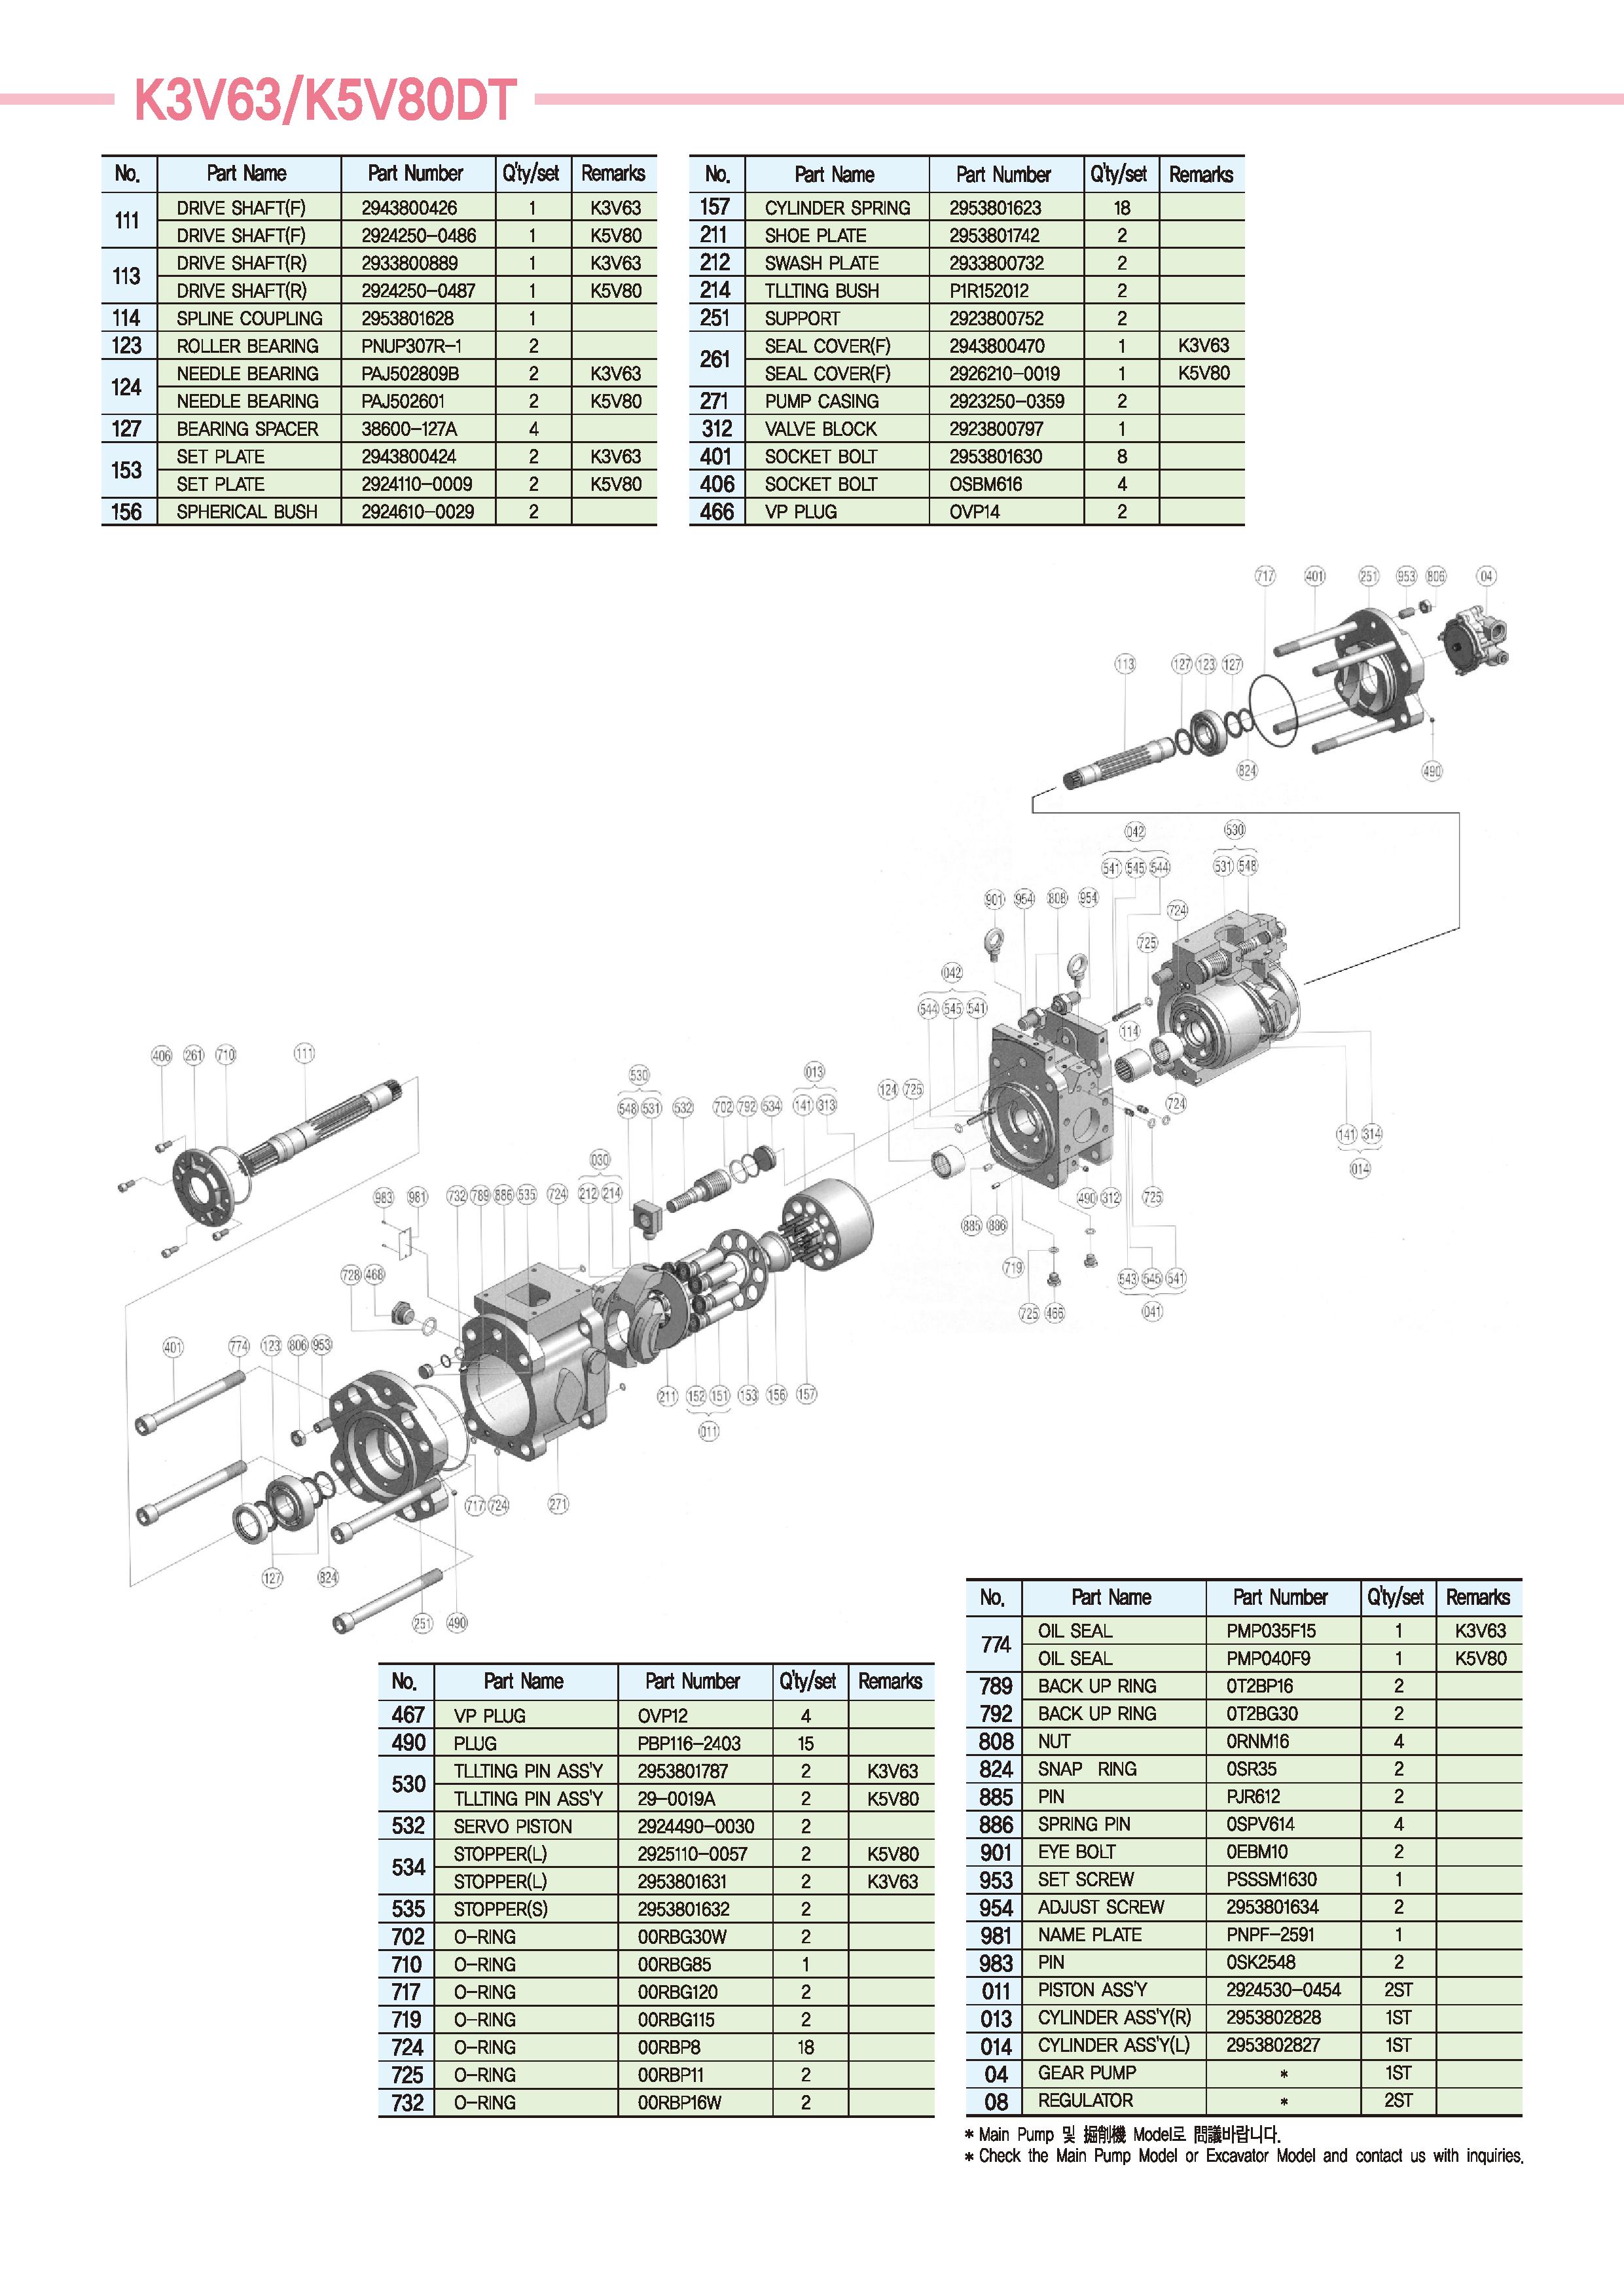 K3V63/K5V80DT
No. Part Name Part Number Q'ty/set Remarks
111 DRIVE SHAFT(F) 2943800426 1 K3V63
DRIVE SHAFT(F) 2924250-0486 1 K5V80
113 DRIVE SHAFT(R) 2933800889 1 K3V63
DRIVE SHAFT(R) 2924250-0487 1 K5V80
114 SPLINE COUPLING 2953801628 1
123 ROLLER BEARING PNUP307R-1 2
124 NEEDLE BEARING PAJ502809B 2 K3V63
NEEDLE BEARING PAJ502601 2 K5V80
127 BEARING SPACER 38600-127A 4
153 SET PLATE 2943800424 2 K3V63
SET PLATE 2924110-0009 2 K5V80
156 SPHERICAL BUSH 2924610-0029 2
No. Part Name Part Number Q'ty/set Remarks
157 CYLINDER SPRING 2953801623 18
211 SHOE PLATE 2953801742 2
212 SWASH PLATE 2933800732 2
214 TLLTING BUSH P1R152012 2
251 SUPPORT 2923800752 2
261 SEAL COVER(F) 2943800470 1 K3V63
SEAL COVER(F) 2926210-0019 1 K5V80
271 PUMP CASING 2923250-0359 2
312 VALVE BLOCK 2923800797 1
401 SOCKET BOLT 2953801630 8
406 SOCKET BOLT OSBM616 4
466 VP PLUG OVP14 2
717 401 251 953 806 04
113 127 123 127
824 490
042 530
541 545 544 531 548
901 954 808 954 724
725
042
544 545 541
114
406 261 710 111
530 013
548 531 532 702 792 534 141 313 124 725
724
141 314
014
030
983 981 732 789 886 535 724 212 214
885 886 490 312 725
728 468
719
543 545 541
725 466 041
401 774 123 806 953
211 152 151 153 156 157
011
717 724 271
127 824
251 490
No. Part Name Part Number Q'ty/set Remarks
467 VP PLUG OVP12 4
490 PLUG PBP116-2403 15
530 TLLTING PIN ASS'Y 2953801787 2 K3V63
TLLTING PIN ASS'Y 29-0019A 2 K5V80
532 SERVO PISTON 2924490-0030 2
534 STOPPER(L) 2925110-0057 2 K5V80
STOPPER(L) 2953801631 2 K3V63
535 STOPPER(S) 2953801632 2
702 O-RING 00RBG30W 2
710 O-RING 00RBG85 1
717 O-RING 00RBG120 2
719 O-RING 00RBG115 2
724 O-RING 00RBP8 18
725 O-RING 00RBP11 2
732 O-RING 00RBP16W 2
No. Part Name Part Number Q'ty/set Remarks
774 OIL SEAL PMP035F15 1 K3V63
OIL SEAL PMP040F9 1 K5V80
789 BACK UP RING 0T2BP16 2
792 BACK UP RING 0T2BG30 2
808 NUT 0RNM16 4
824 SNAP RING 0SR35 2
885 PIN PJR612 2
886 SPRING PIN 0SPV614 4
901 EYE BOLT 0EBM10 2
953 SET SCREW PSSSM1630 1
954 ADJUST SCREW 2953801634 2
981 NAME PLATE PNPF-2591 1
983 PIN 0SK2548 2
011 PISTON ASS'Y 2924530-0454 2ST
013 CYLINDER ASS'Y(R) 2953802828 1ST
014 CYLINDER ASS'Y(L) 2953802827 1ST
04 GEAR PUMP * 1ST
08 REGULATOR * 2ST
* Main Pump 및 掘削機 Model로 問議바랍니다.
* Check the Main Pump Model or Excavator Model and contact us with inquiries.